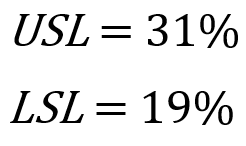 USL = 31%
LSL = 19%